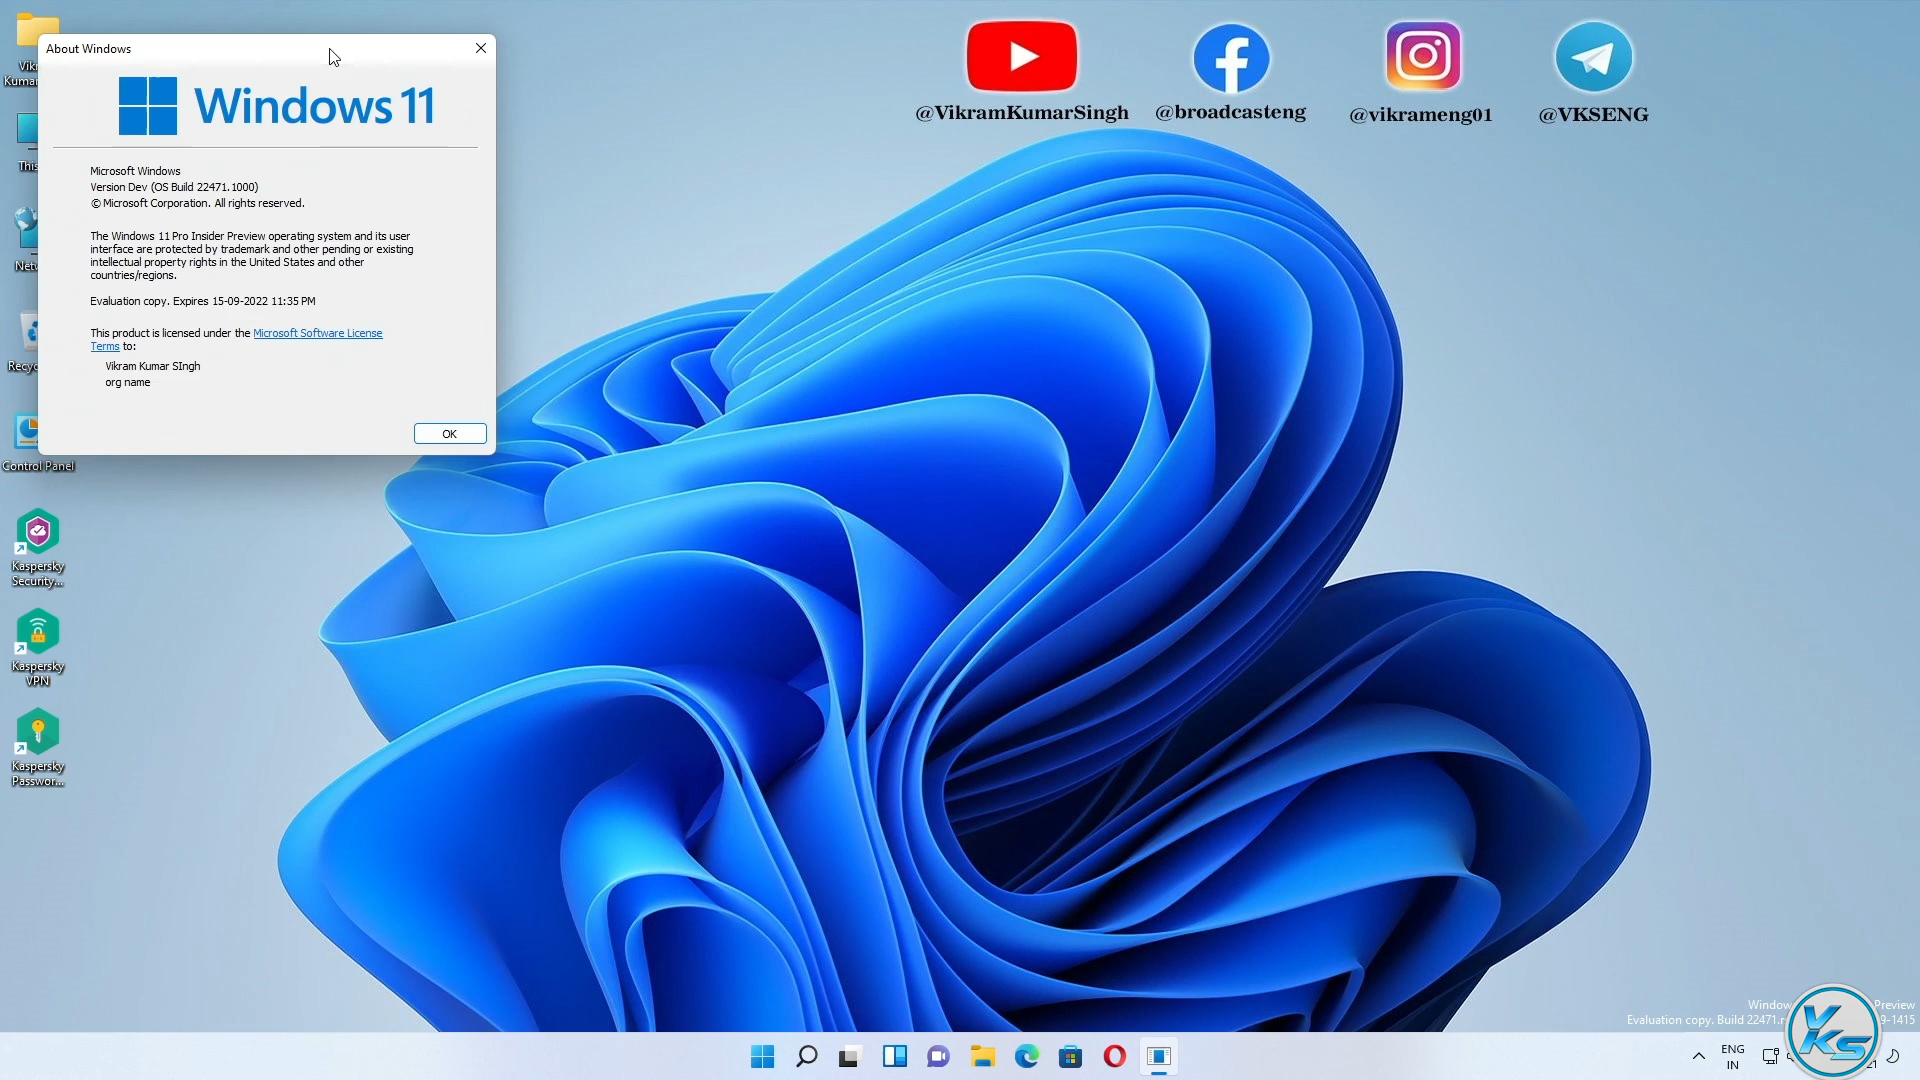 About Windows
Windows 11
Microsoft Windows
Version Dev (OS Build 22471.1000)
© Microsoft Corporation. All rights reserved.
The Windows 11 Pro Insider Preview operating system and its user
interface are protected by trademark and other pending or existing
intellectual property rights in the United States and other
countries/regions.
Evaluation copy. Expires 15-09-2022 11:35 PM
This product is licensed under the Microsoft Software License
Terms to:
Vikram Kumar SIngh
org name
OK
@VikramKumarSingh
@broadcasteng
@vikrameng01
@VKSENG
This
Control Panel
Kaspersky
Security...
Kaspersky
VPN
Kaspersky
Passwor...
Preview
Evaluation copy. Build 22471.
9-1415
ENG
IN
VKS